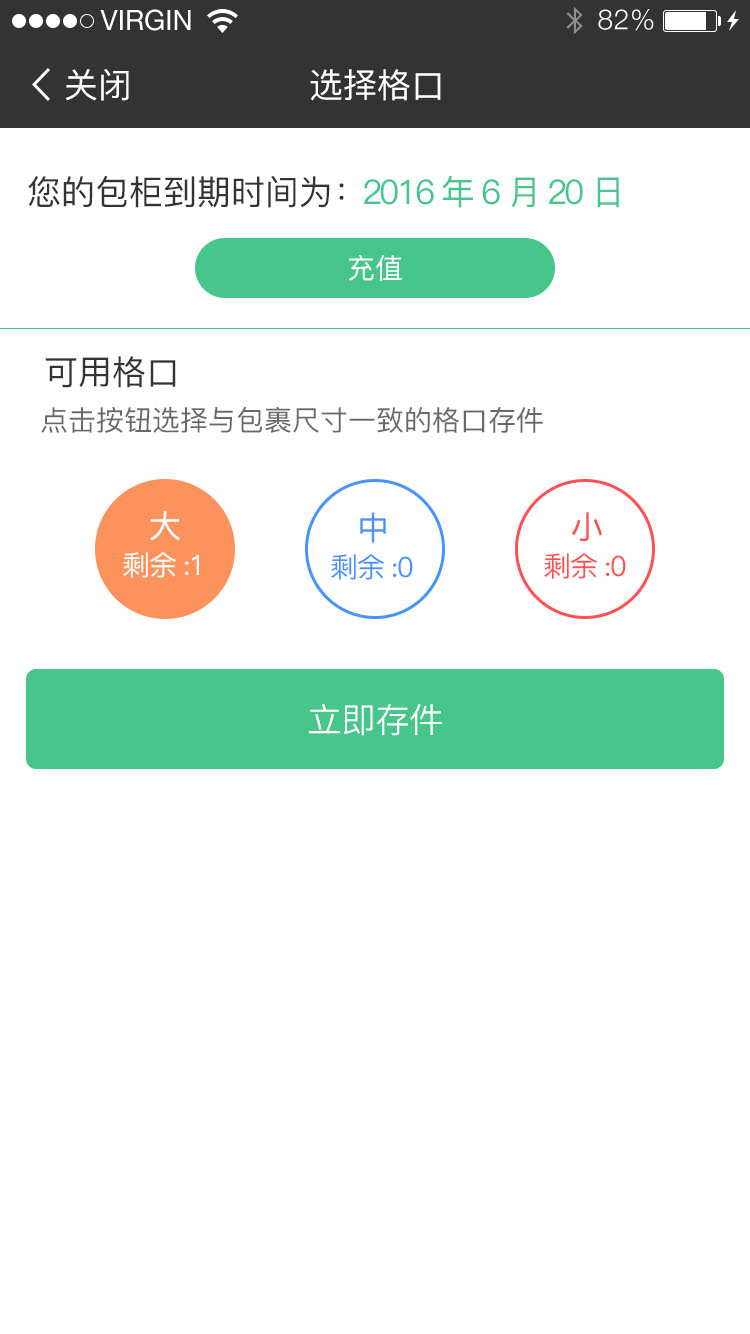 VIRGIN 82%
关闭 选择格口
您的包柜到期时间为：2016 年 6 月 20 日
充值
可用格口
点击按钮选择与包裹尺寸一致的格口存件
大 中 小
剩余 :1 剩余 :0 剩余 :0
立即存件